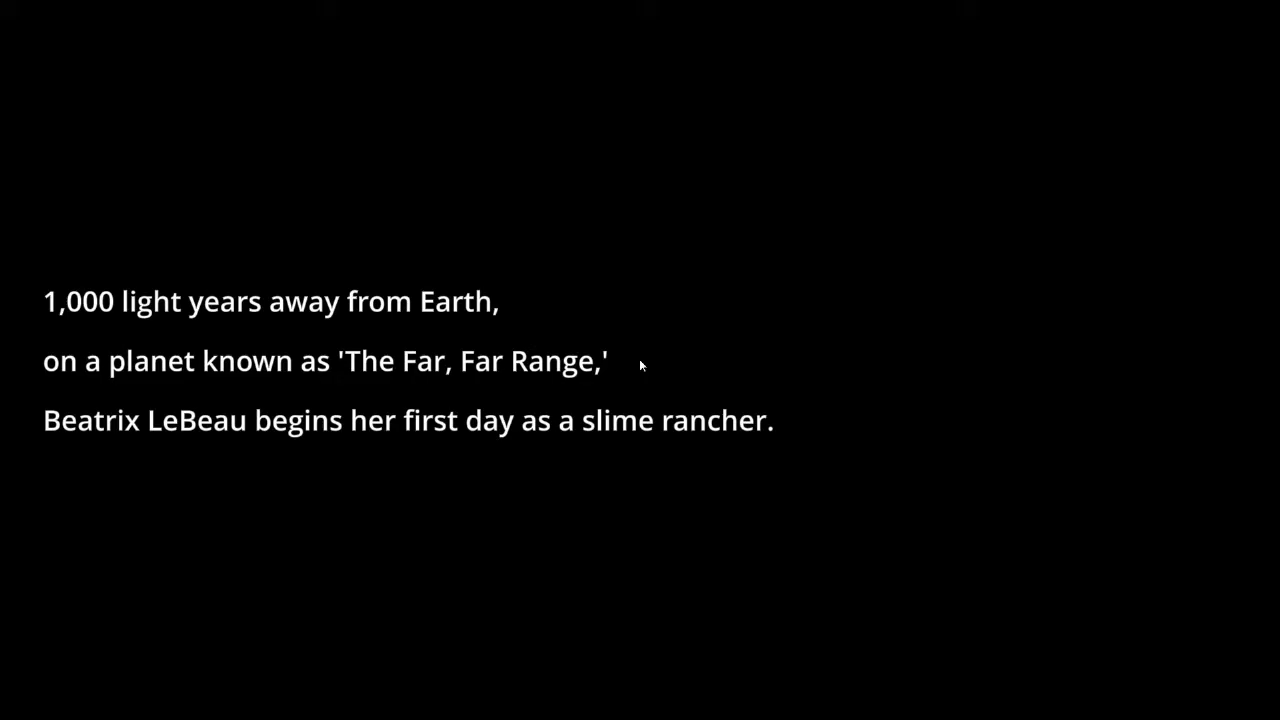 1,000 light years away from Earth,
on a planet known as 'The Far, Far Range,'
Beatrix LeBeau begins her first day as a slime rancher.